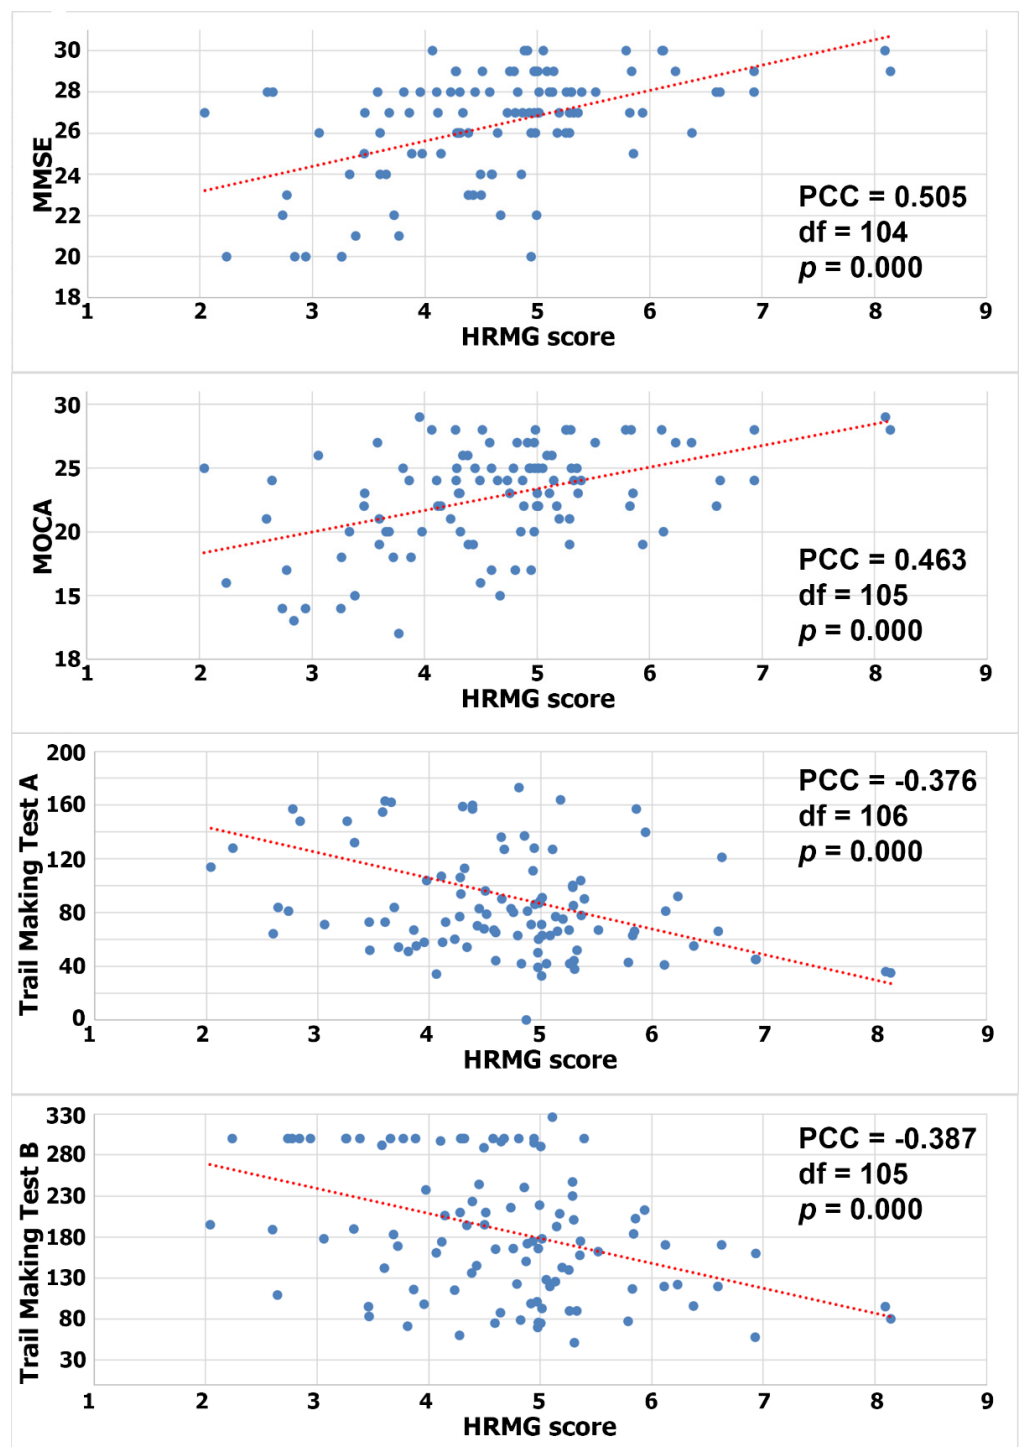 30
28
26
24
22
20
18
MMSE
PCC = 0.505
df = 104
p = 0.000
1 2 3 4 5 6 7 8 9
HRMG score
30
25
20
15
18
MOCA
PCC = 0.463
df = 105
p = 0.000
1 2 3 4 5 6 7 8 9
HRMG score
200
160
120
80
40
0
Trail Making Test A
PCC = -0.376
df = 106
p = 0.000
1 2 3 4 5 6 7 8 9
HRMG score
330
280
230
180
130
80
30
Trail Making Test B
PCC = -0.387
df = 105
p = 0.000
1 2 3 4 5 6 7 8 9
HRMG score